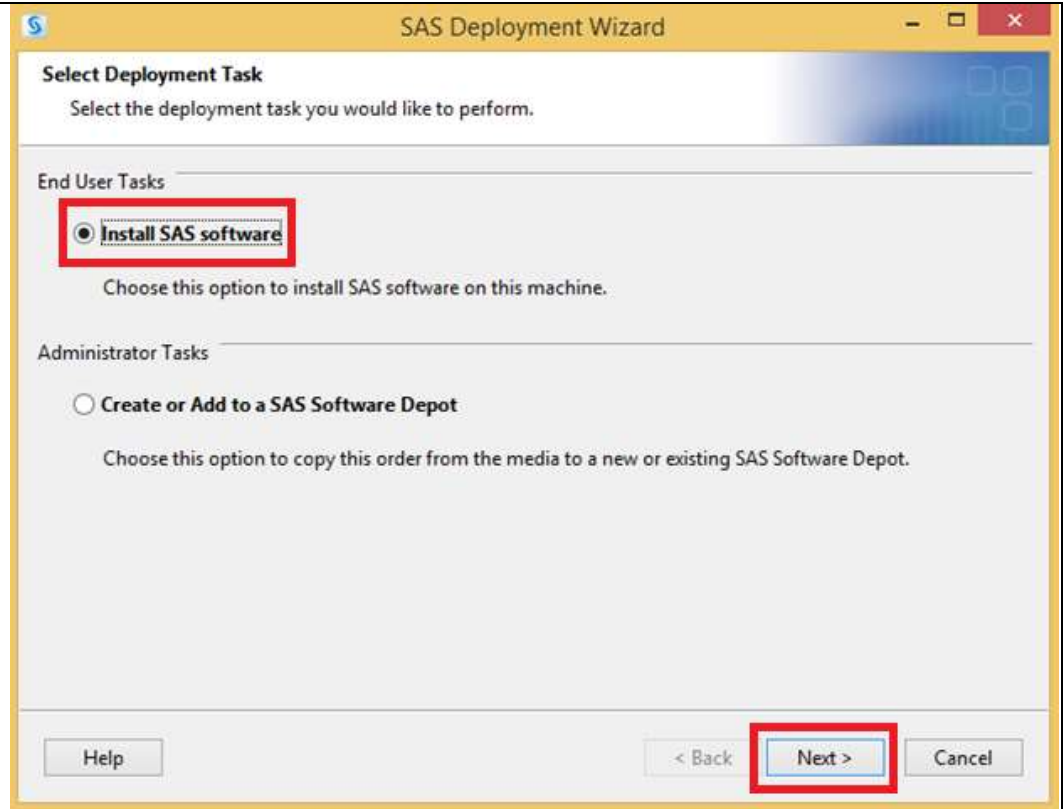 SAS Deployment Wizard
Select Deployment Task
Select the deployment task you would like to perform.
End User Tasks
Install SAS software
Choose this option to install SAS software on this machine.
Administrator Tasks
Create or Add to a SAS Software Depot
Choose this option to copy this order from the media to a new or existing SAS Software Depot.
Help < Back Next > Cancel